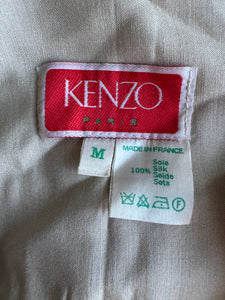 KENZO
PARIS
M
MADE IN FRANCE
Soie
100% Silk
Seide
Seta
F